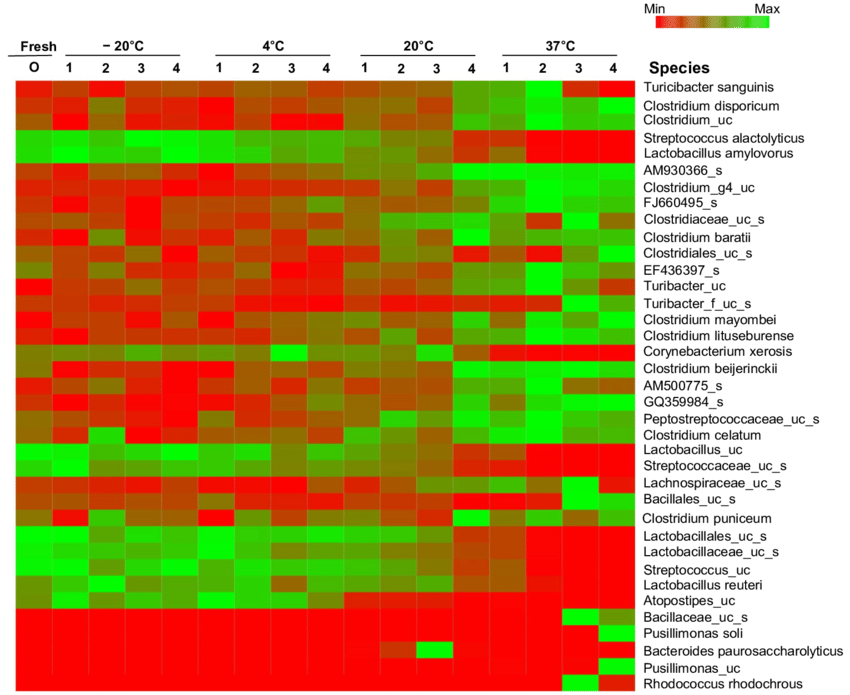 Min Max
Fresh − 20°C 4°C 20°C 37°C
O 1 2 3 4 1 2 3 4 1 2 3 4 1 2 3 4 Species
Turicibacter sanguinis
Clostridium disporicum
Clostridium_uc
Streptococcus alactolyticus
Lactobacillus amylovorus
AM930366_s
Clostridium_g4_uc
FJ660495_s
Clostridiaceae_uc_s
Clostridium baratii
Clostridiales_uc_s
EF436397_s
Turibacter_uc
Turibacter_f_uc_s
Clostridium mayombei
Clostridium lituseburense
Corynebacterium xerosis
Clostridium beijerinckii
AM500775_s
GQ359984_s
Peptostreptococcaceae_uc_s
Clostridium celatum
Lactobacillus_uc
Streptococcaceae_uc_s
Lachnospiraceae_uc_s
Bacillales_uc_s
Clostridium puniceum
Lactobacillales_uc_s
Lactobacillaceae_uc_s
Streptococcus_uc
Lactobacillus reuteri
Atopostipes_uc
Bacillaceae_uc_s
Pusillimonas soli
Bacteroides paurosaccharolyticus
Pusillimonas_uc
Rhodococcus rhodochrous